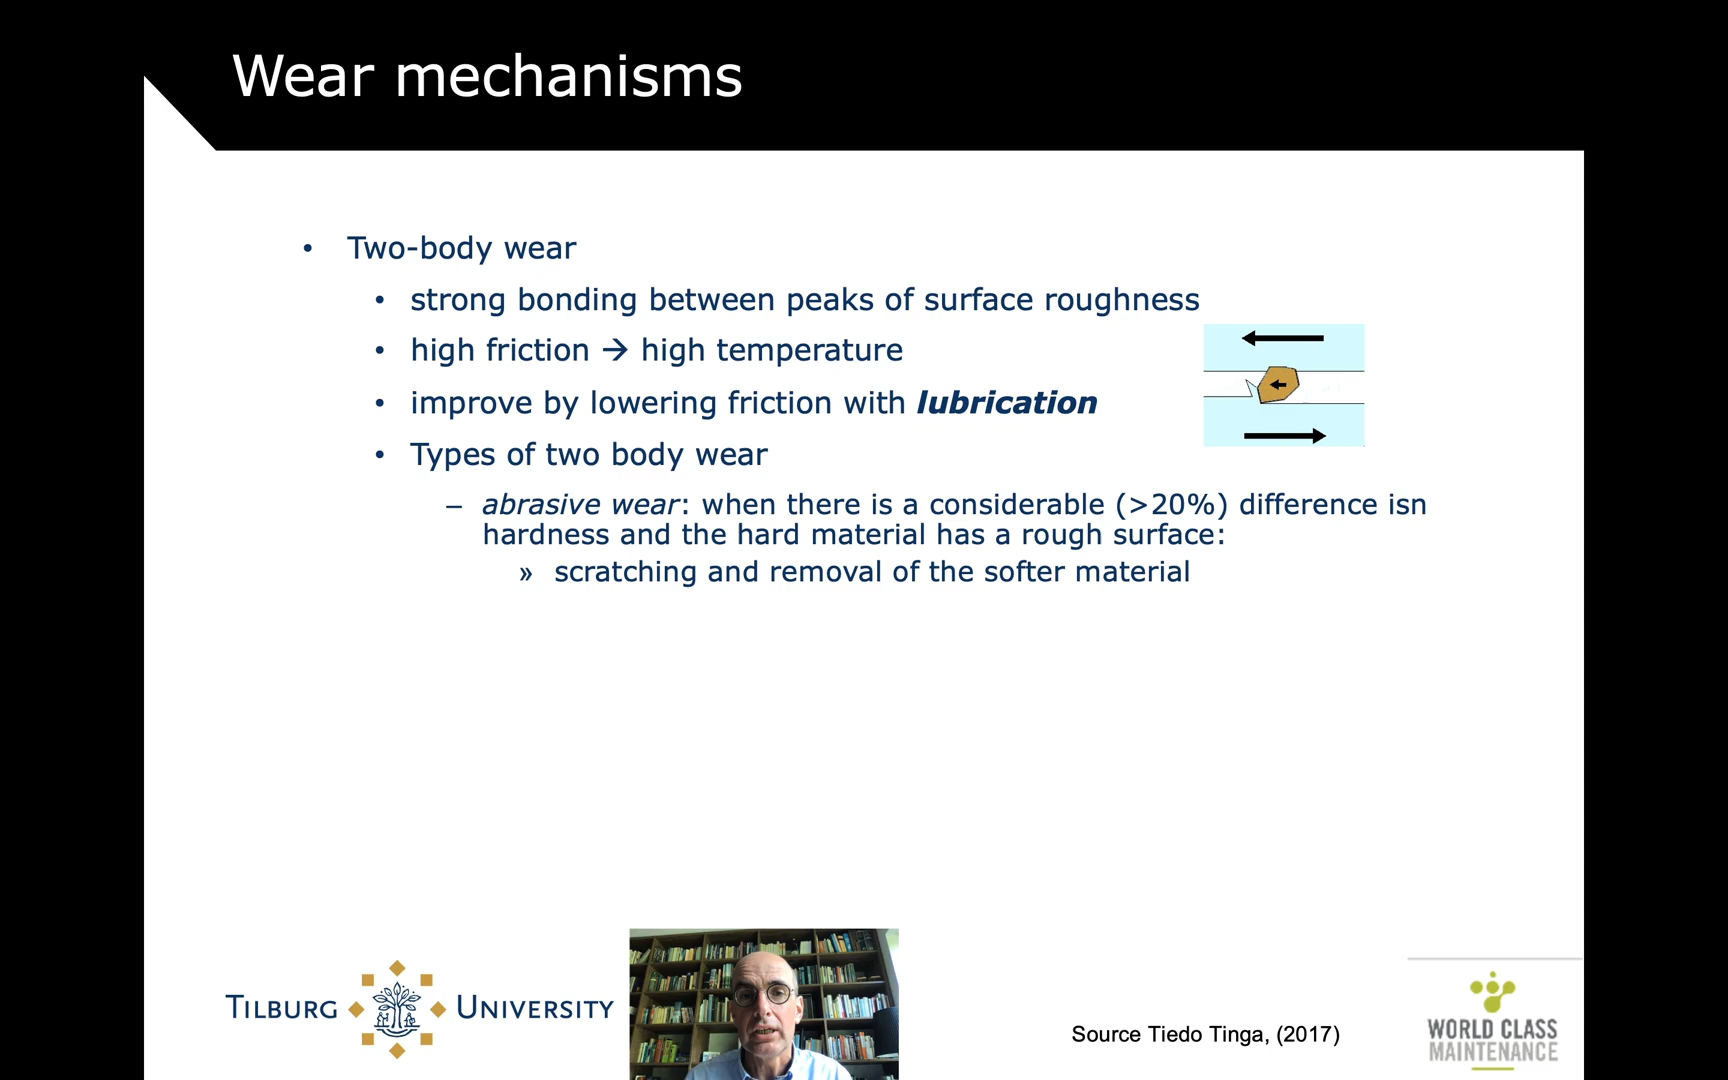 Wear mechanisms
• Two-body wear
• strong bonding between peaks of surface roughness
• high friction → high temperature
• improve by lowering friction with lubrication
• Types of two body wear
– abrasive wear: when there is a considerable (>20%) difference isn
hardness and the hard material has a rough surface:
» scratching and removal of the softer material
TILBURG UNIVERSITY
Source Tiedo Tinga, (2017)
WORLD CLASS
MAINTENANCE